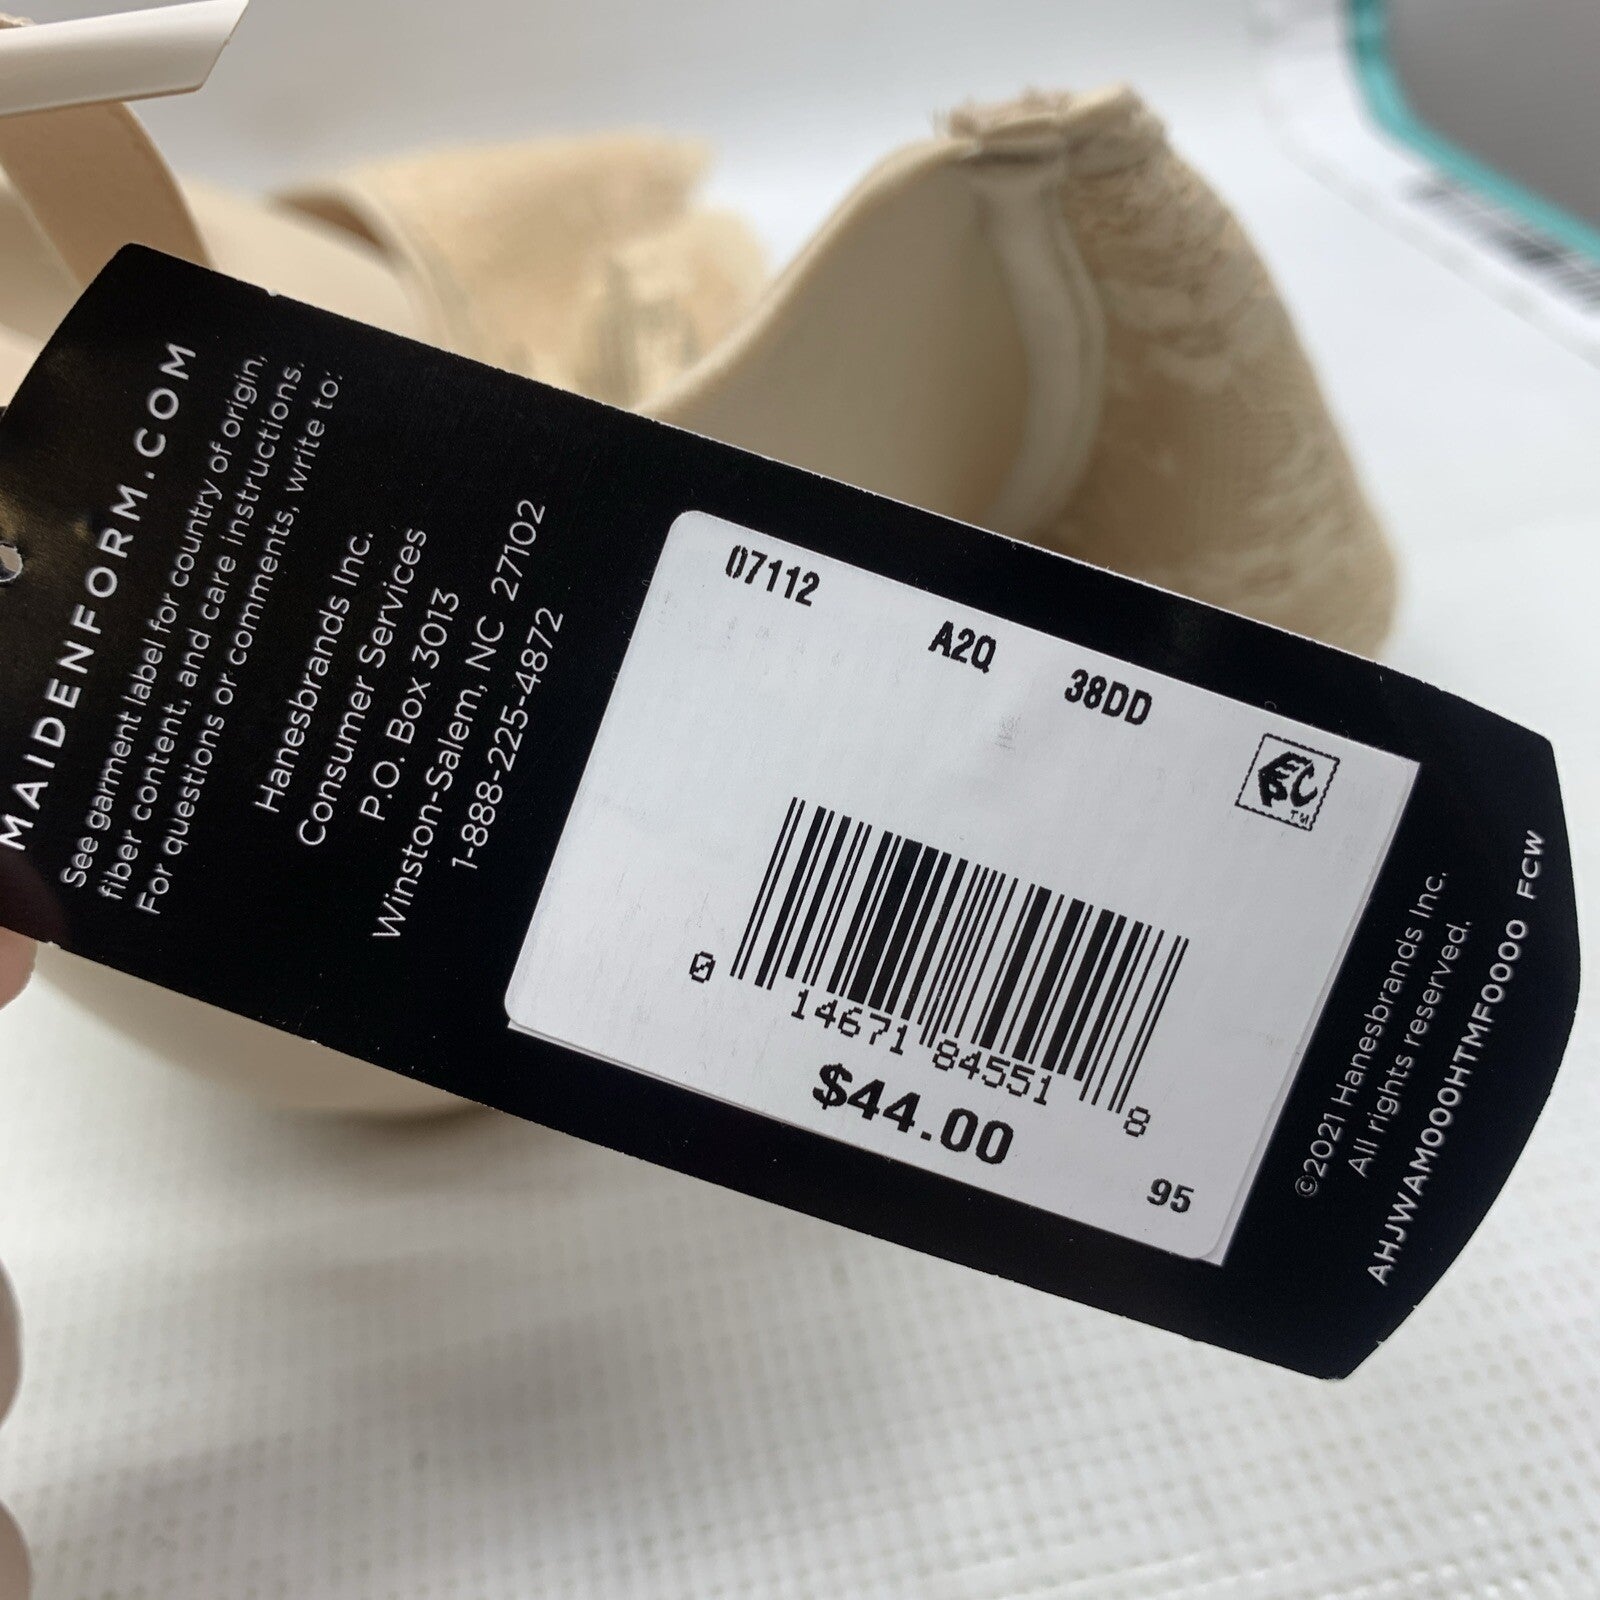 MAIDENFORM.COM
See garment label for country of origin,
fiber content, and care instructions.
For questions or comments, write to:
Hanesbrands Inc.
Consumer Services
P.O. Box 3013
Winston-Salem, NC 27102
1-888-225-4872
07112 A2Q 38DD
TM
0 14671 84551 8
$44.00
95
©2021 Hanesbrands Inc.
All rights reserved.
AHJWAM000HTMF0000 FCW